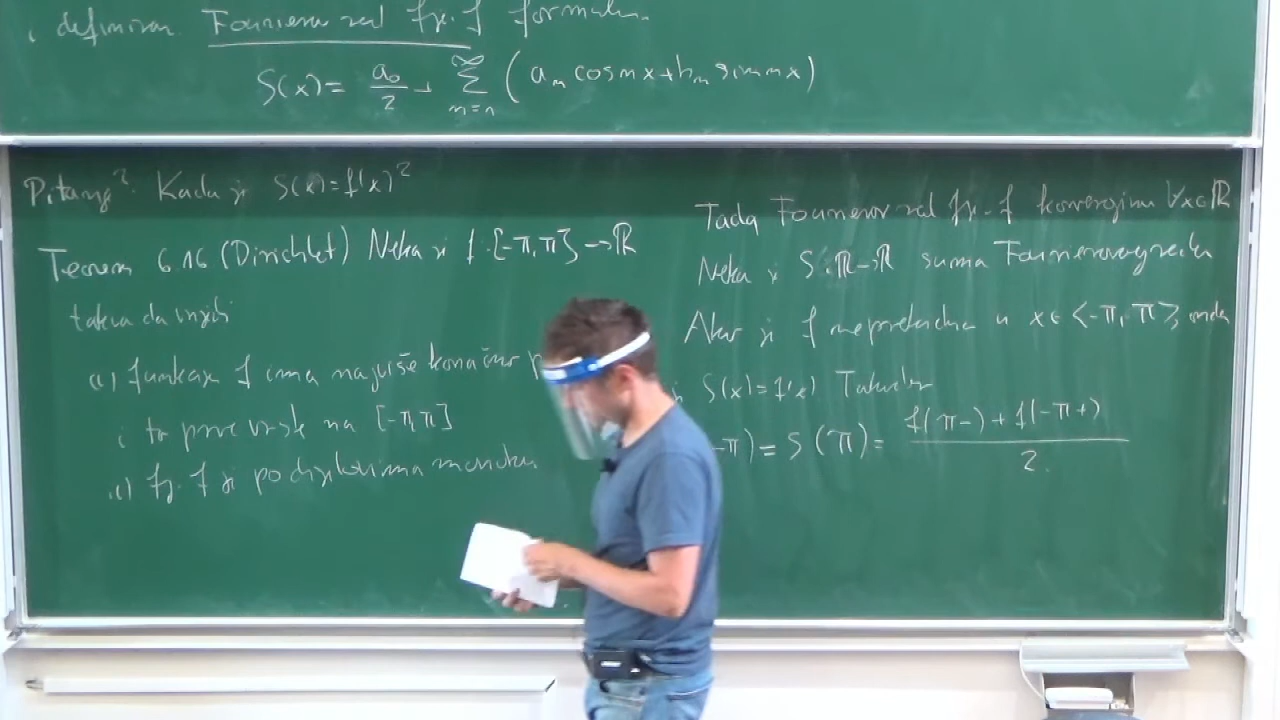 i definiran Fourierov red fje. f formulom.
S(x) = a₀/2 + ∑_{n=1}^{∞} (aₙ cos nx + bₙ sin nx)
Pitanje: Kada je S(x) = f(x)?
Teorem 6.16 (Dirichlet) Neka je f: [-π, π] → ℝ
takva da vrijedi
(i) funkcija f ima najviše konačno
i to prve vrste na [-π, π]
(ii) fja. f je po dijelovima monotona.
Tada Fourierov red fje. f konvergira ∀x∈ℝ
Neka je S: ℝ → ℝ suma Fourierovog reda
Ako je f neprekidna u x ∈ ⟨-π, π⟩, onda
S(x) = f(x) Također
-π) = S(π) = (f(π-) + f(-π+))/2.